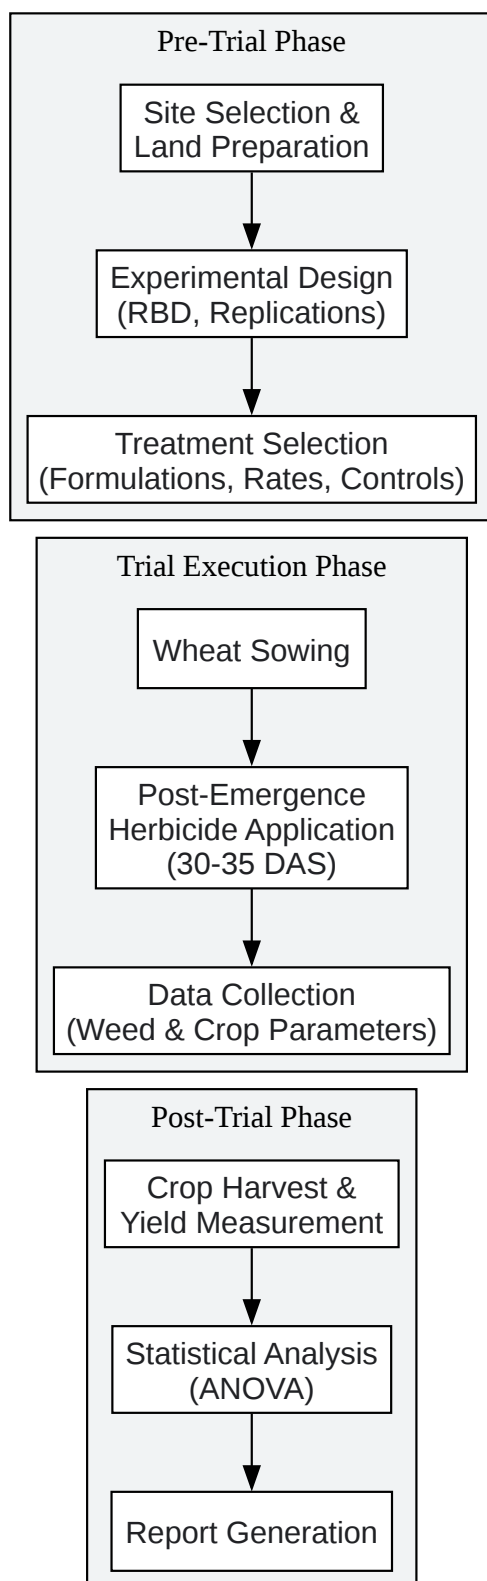 Pre-Trial Phase
Site Selection &
Land Preparation
Experimental Design
(RBD, Replications)
Treatment Selection
(Formulations, Rates, Controls)
Trial Execution Phase
Wheat Sowing
Post-Emergence
Herbicide Application
(30-35 DAS)
Data Collection
(Weed & Crop Parameters)
Post-Trial Phase
Crop Harvest &
Yield Measurement
Statistical Analysis
(ANOVA)
Report Generation